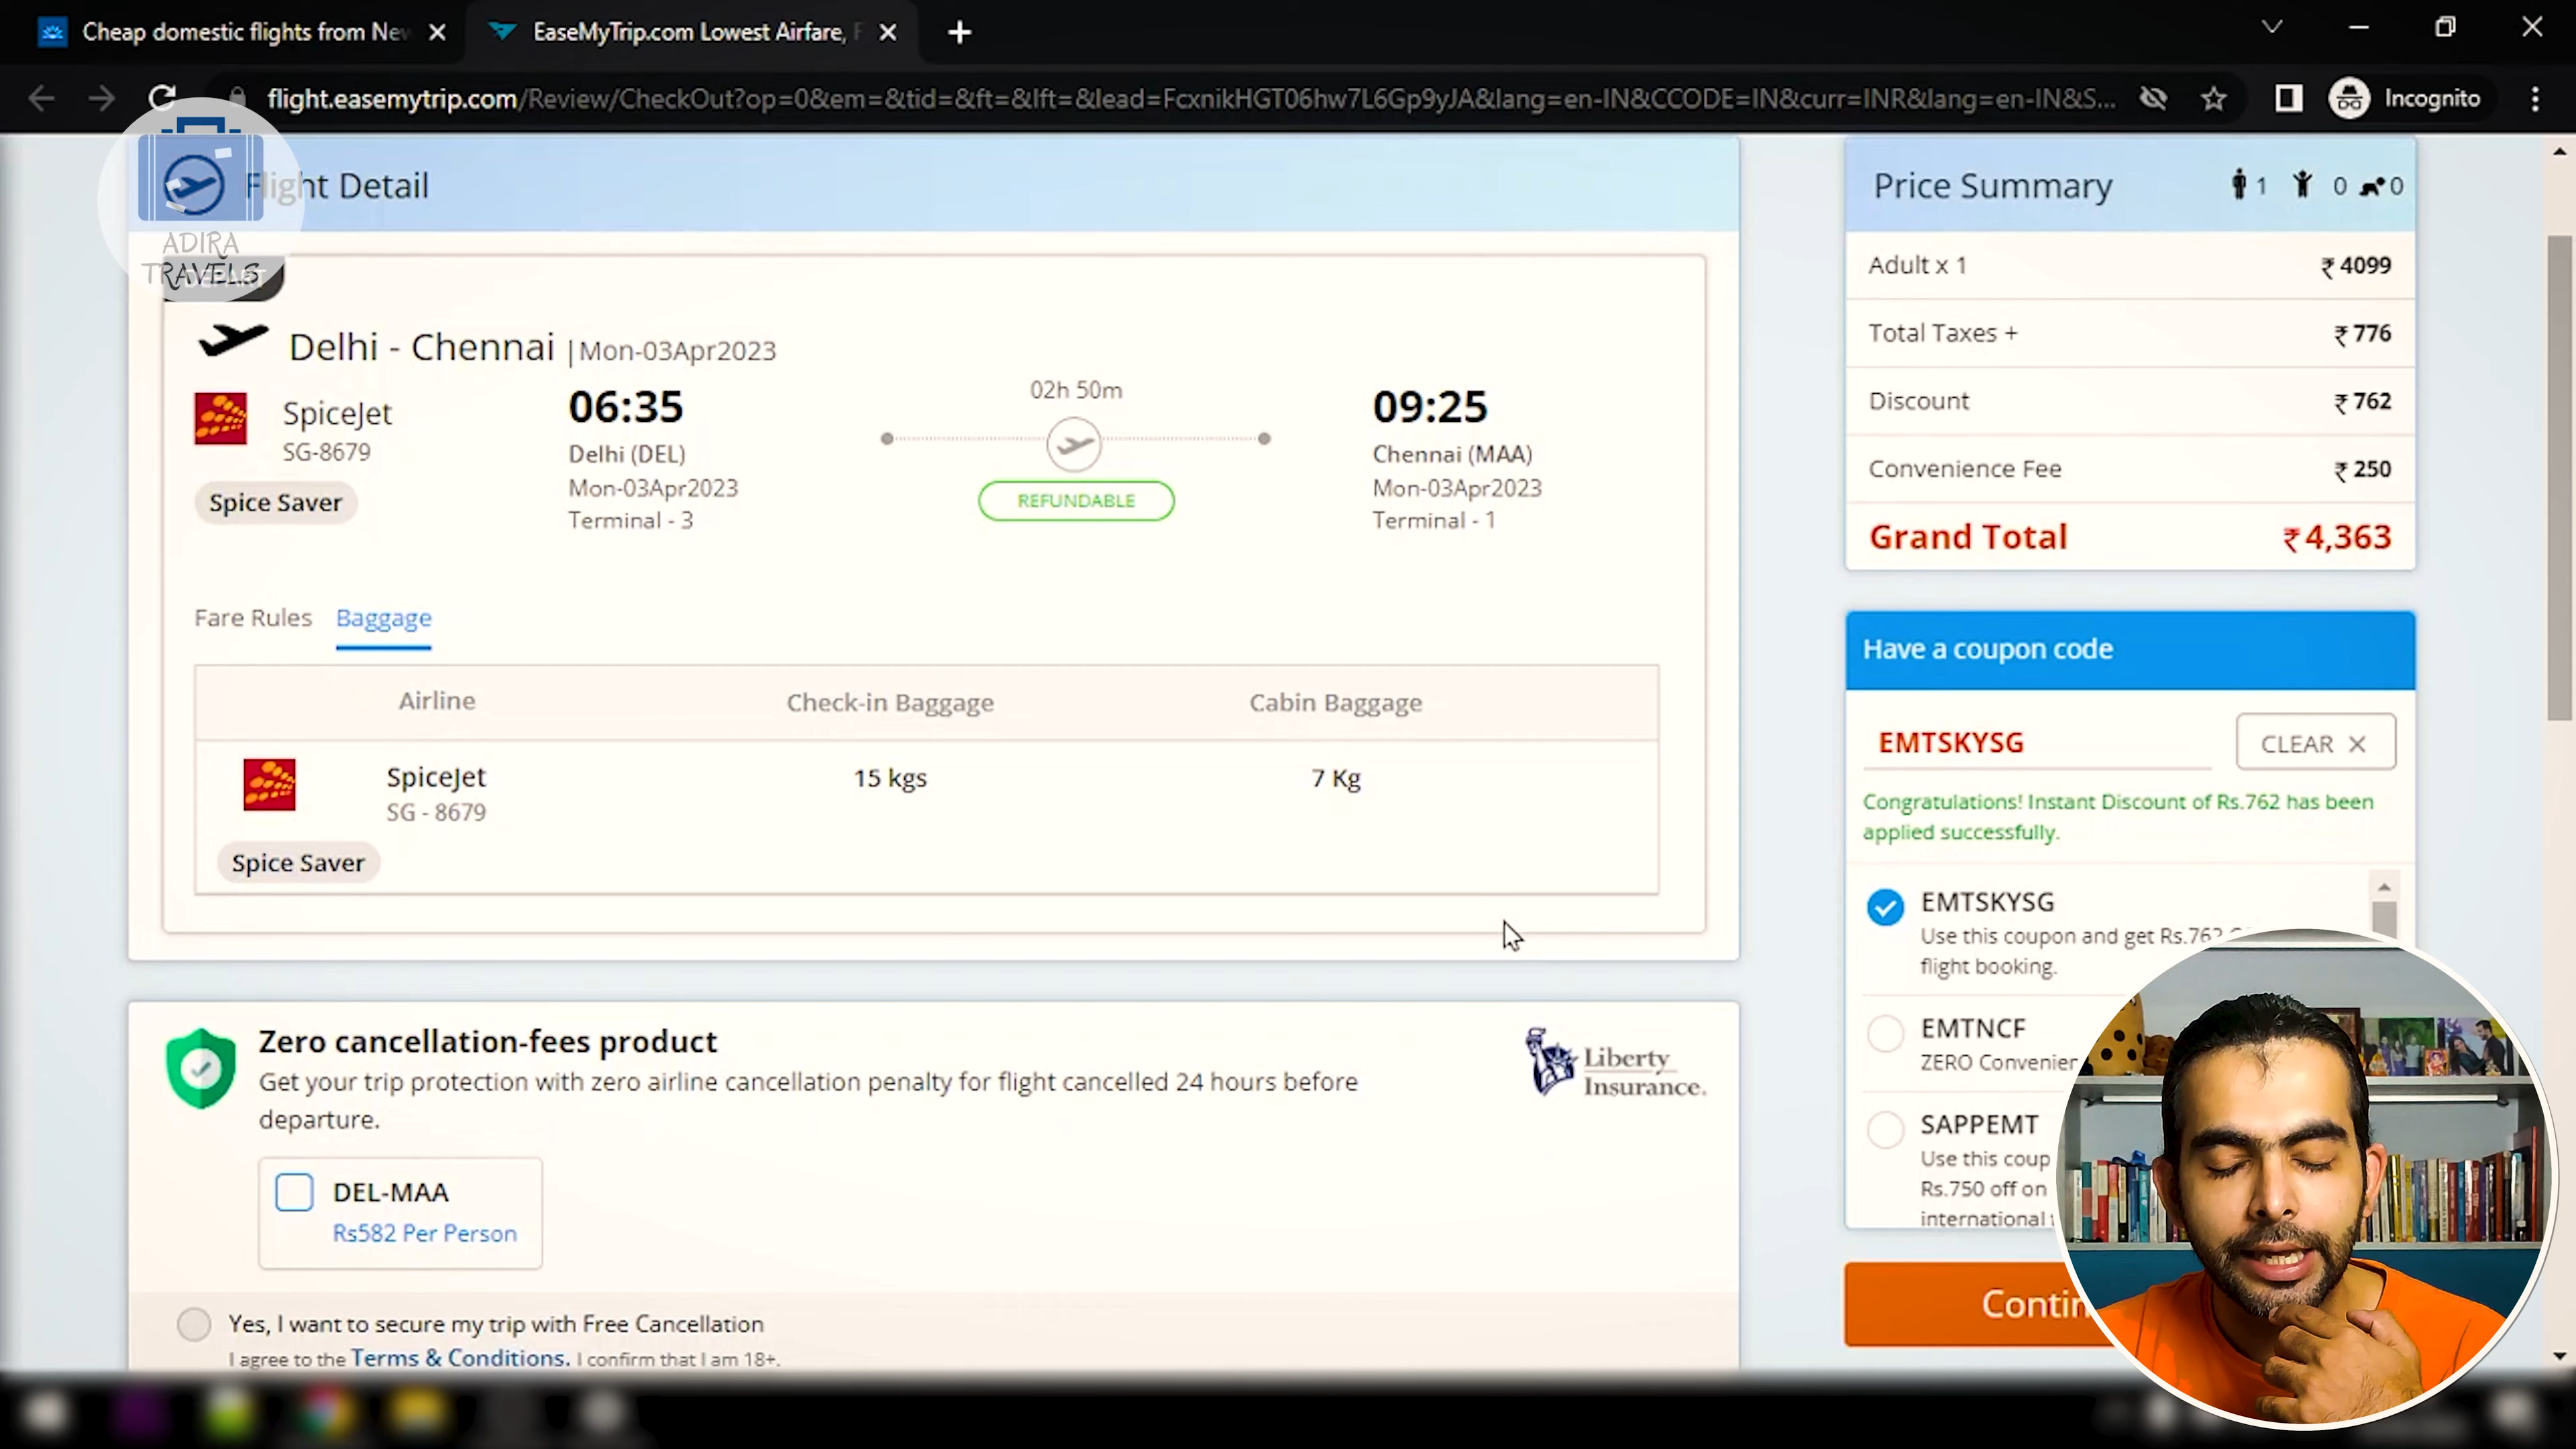 Cheap domestic flights from New
EaseMyTrip.com Lowest Airfare, F
flight.easemytrip.com/Review/CheckOut?op=0&em=&tid=&ft=&lft=&lead=FcxnikHGT06hw7L6Gp9yJA&lang=en-IN&CCODE=IN&curr=INR&lang=en-IN&S...
Incognito
ADIRA
TRAVELS
Flight Detail
DEPART
Delhi - Chennai | Mon-03Apr2023
SpiceJet
SG-8679
Spice Saver
06:35
Delhi (DEL)
Mon-03Apr2023
Terminal - 3
02h 50m
REFUNDABLE
09:25
Chennai (MAA)
Mon-03Apr2023
Terminal - 1
Fare Rules Baggage
Airline Check-in Baggage Cabin Baggage
SpiceJet 15 kgs 7 Kg
SG - 8679
Spice Saver
Zero cancellation-fees product
Get your trip protection with zero airline cancellation penalty for flight cancelled 24 hours before
departure.
Liberty
Insurance.
DEL-MAA
Rs582 Per Person
Yes, I want to secure my trip with Free Cancellation
I agree to the Terms & Conditions. I confirm that I am 18+.
Price Summary 1 0 0
Adult x 1 ₹ 4099
Total Taxes + ₹ 776
Discount ₹ 762
Convenience Fee ₹ 250
Grand Total ₹ 4,363
Have a coupon code
EMTSKYSG CLEAR X
Congratulations! Instant Discount of Rs.762 has been
applied successfully.
EMTSKYSG
Use this coupon and get Rs.762
flight booking.
EMTNCF
ZERO Convenien
SAPPEMT
Use this coup
Rs.750 off on
international
Contin